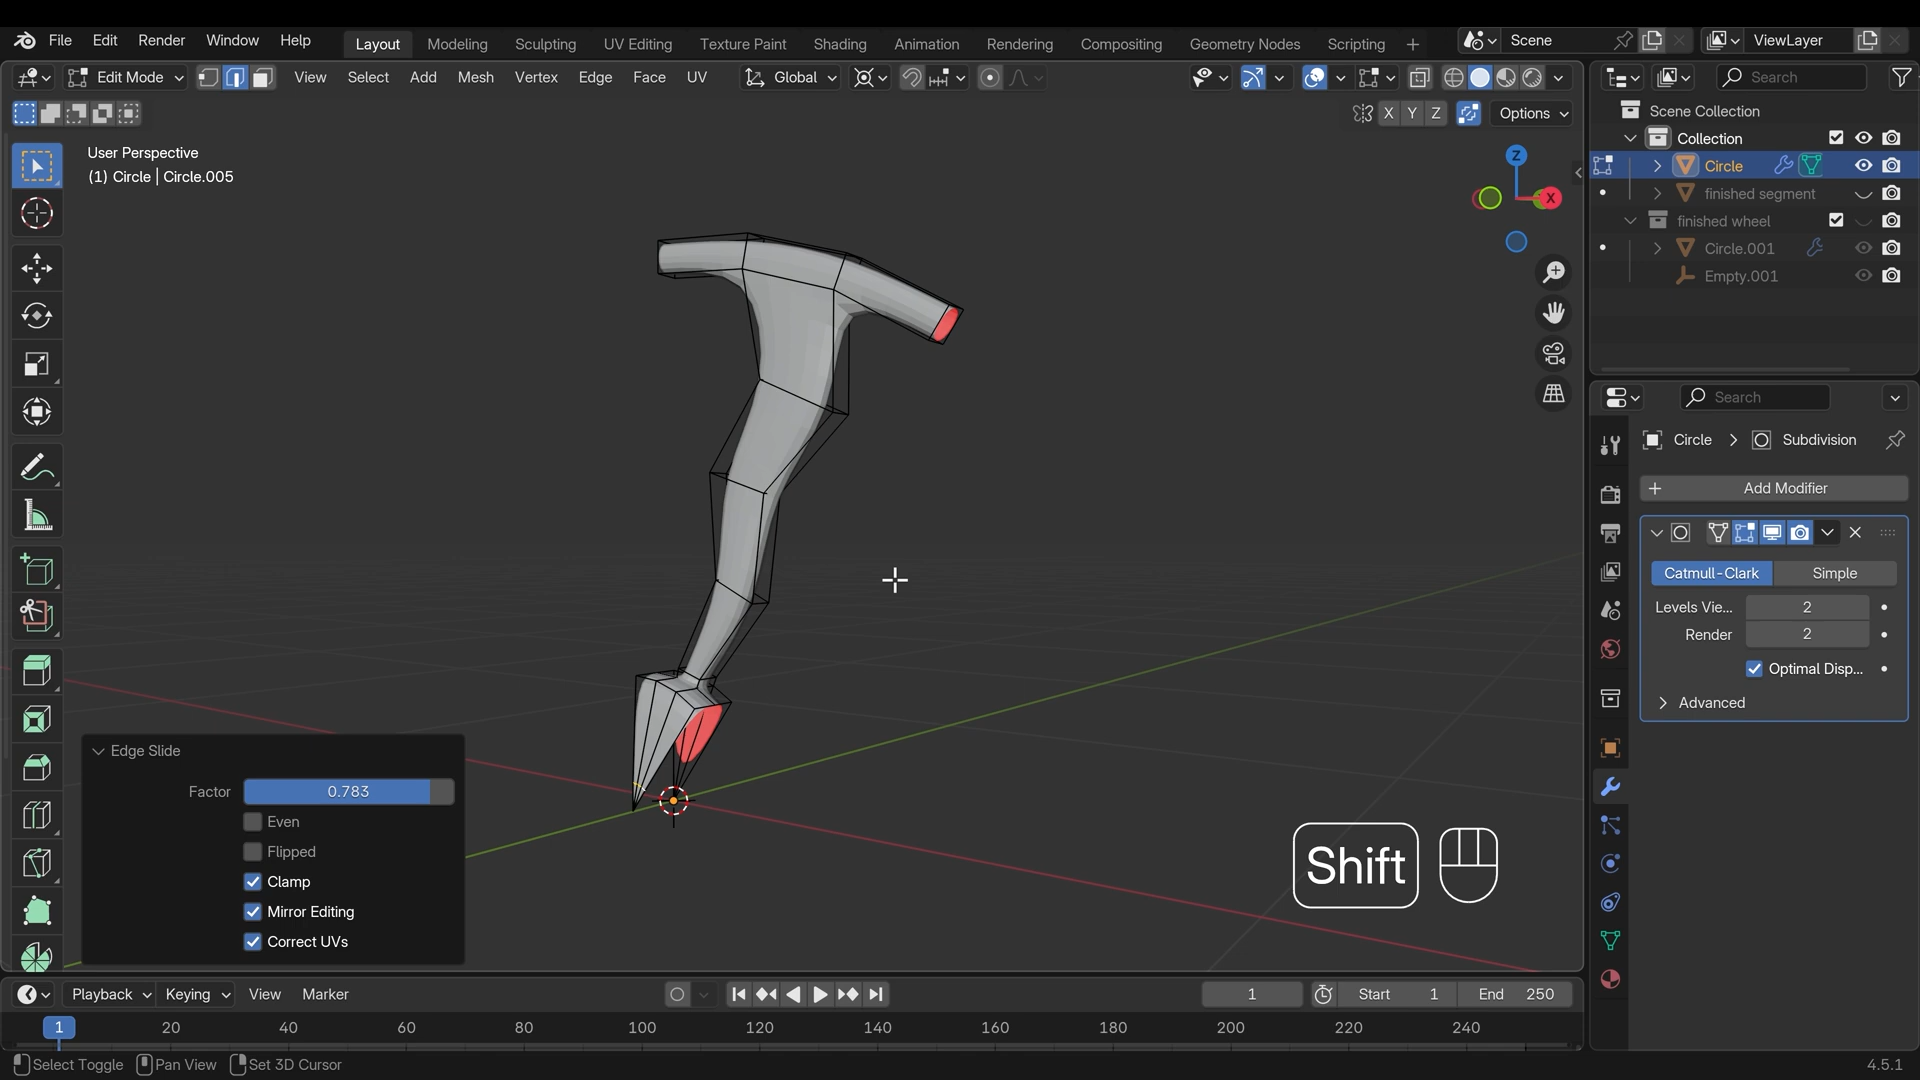 File Edit Render Window Help Layout Modeling Sculpting UV Editing Texture Paint Shading Animation Rendering Compositing Geometry Nodes Scripting Scene ViewLayer
Edit Mode View Select Add Mesh Vertex Edge Face UV Global Search
X Y Z Options
User Perspective
(1) Circle | Circle.005
Z
X
Scene Collection
Collection
Circle
finished segment
finished wheel
Circle.001
Empty.001
Search
Circle Subdivision
Add Modifier
Catmull-Clark Simple
Levels Vie... 2
Render 2
Optimal Disp...
Advanced
Edge Slide
Factor 0.783
Even
Flipped
Clamp
Mirror Editing
Correct UVs
Shift
Playback Keying View Marker 1 Start 1 End 250
1 20 40 60 80 100 120 140 160 180 200 220 240
Select Toggle Pan View Set 3D Cursor 4.5.1